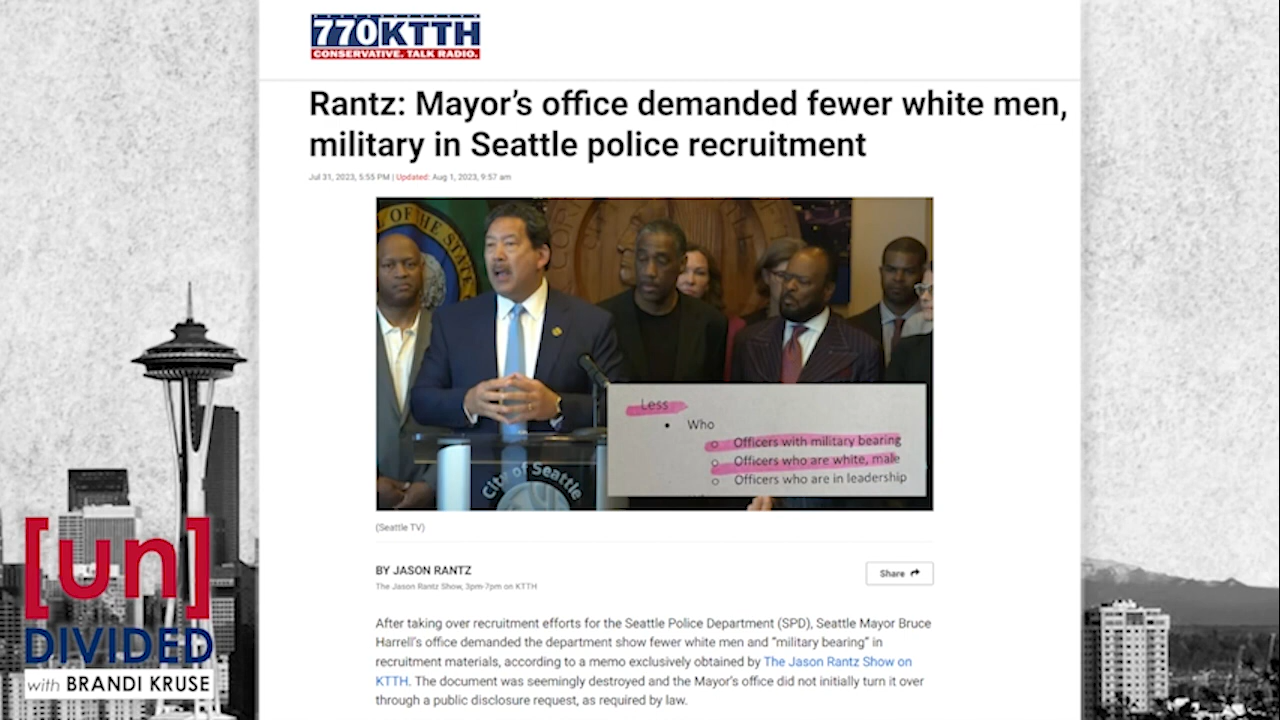 770KTTH
CONSERVATIVE. TALK RADIO.
Rantz: Mayor’s office demanded fewer white men,
military in Seattle police recruitment
Jul 31, 2023, 5:55 PM | Updated: Aug 1, 2023, 9:57 am
L OF THE STATE
COR
Less
• Who
Officers with military bearing
Officers who are white, male
Officers who are in leadership
City of Seattle
(Seattle TV)
BY JASON RANTZ
The Jason Rantz Show, 3pm-7pm on KTTH
Share
After taking over recruitment efforts for the Seattle Police Department (SPD), Seattle Mayor Bruce
Harrell’s office demanded the department show fewer white men and “military bearing” in
recruitment materials, according to a memo exclusively obtained by The Jason Rantz Show on
KTTH. The document was seemingly destroyed and the Mayor’s office did not initially turn it over
through a public disclosure request, as required by law.
[un]
DIVIDED
with BRANDI KRUSE